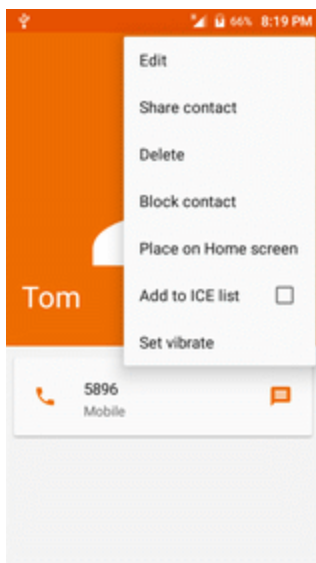 66% 8:19 PM
Edit
Share contact
Delete
Block contact
Place on Home screen
Tom
Add to ICE list
Set vibrate
5896
Mobile